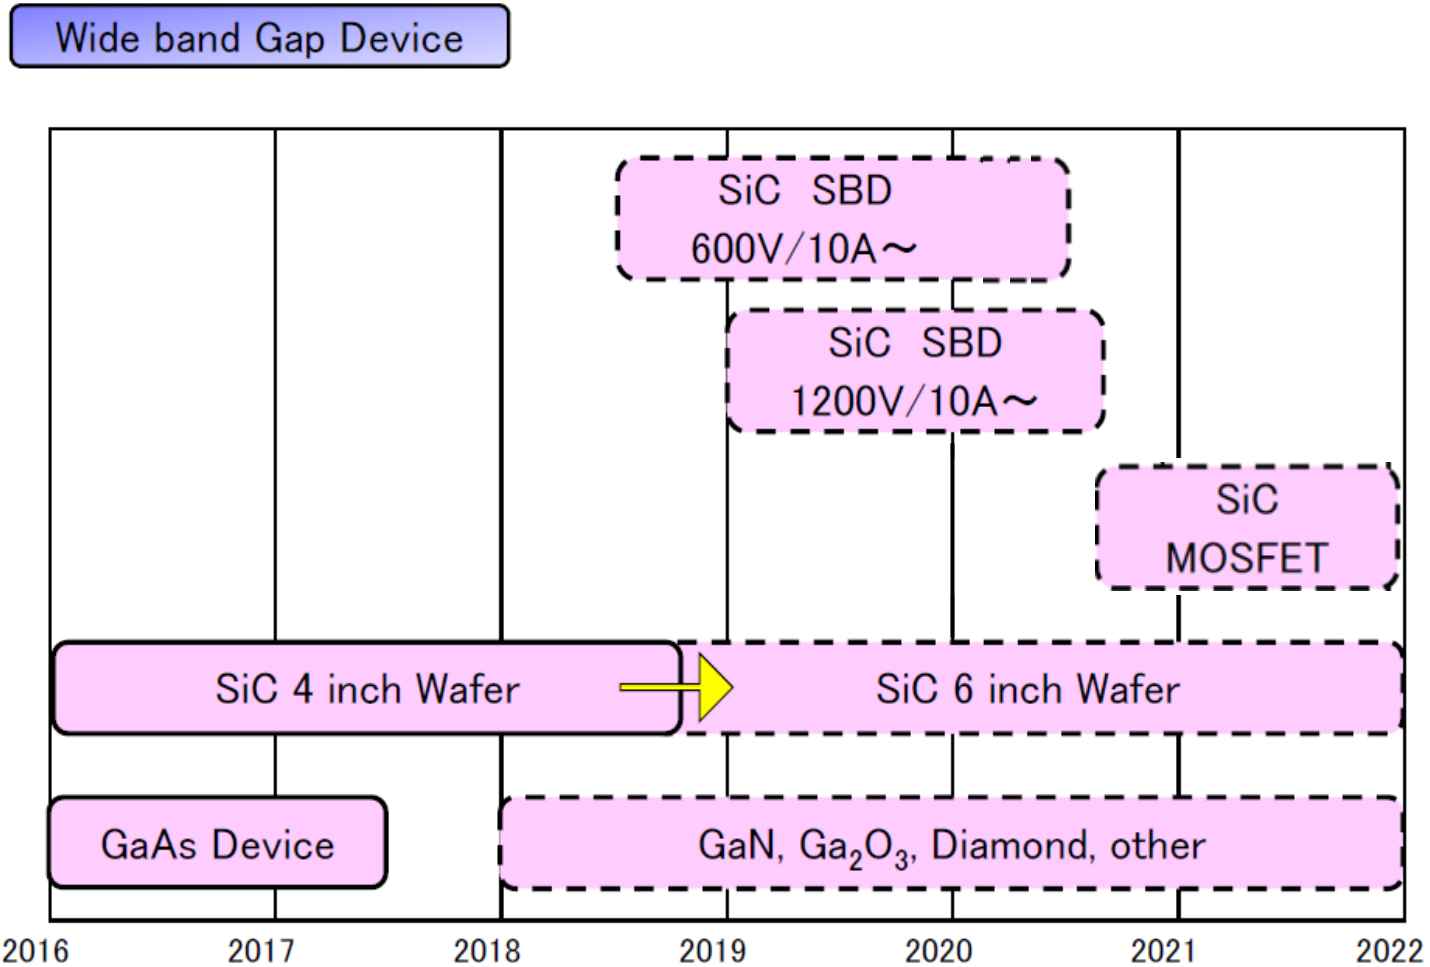 Wide band Gap Device
SiC SBD
600V/10A～
SiC SBD
1200V/10A～
SiC
MOSFET
SiC 4 inch Wafer
SiC 6 inch Wafer
GaAs Device
GaN, Ga₂O₃, Diamond, other
2016 2017 2018 2019 2020 2021 2022